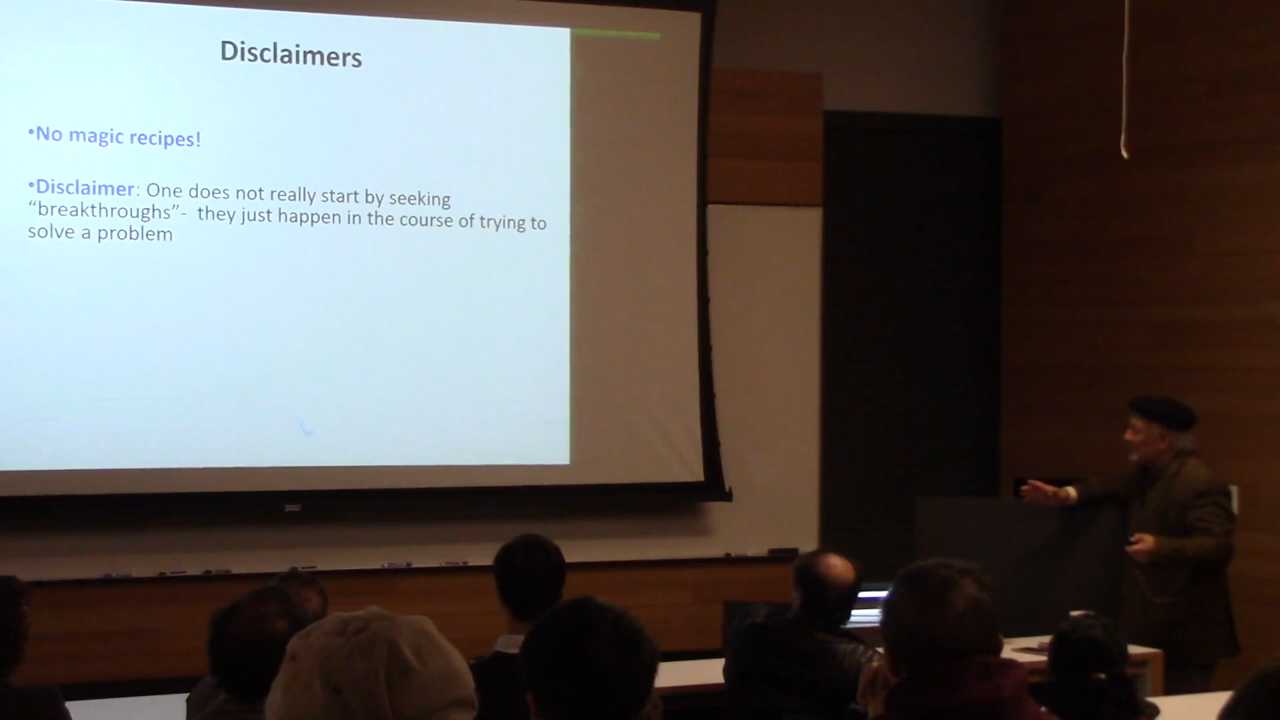 Disclaimers
•No magic recipes!
•Disclaimer: One does not really start by seeking
“breakthroughs”-  they just happen in the course of trying to
solve a problem